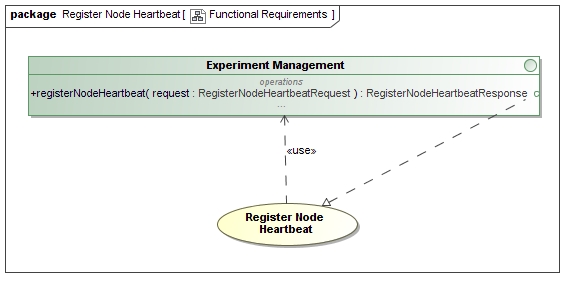 package Register Node Heartbeat [ Functional Requirements ]
Experiment Management
operations
+registerNodeHeartbeat( request : RegisterNodeHeartbeatRequest ) : RegisterNodeHeartbeatResponse
...
«use»
Register Node
Heartbeat